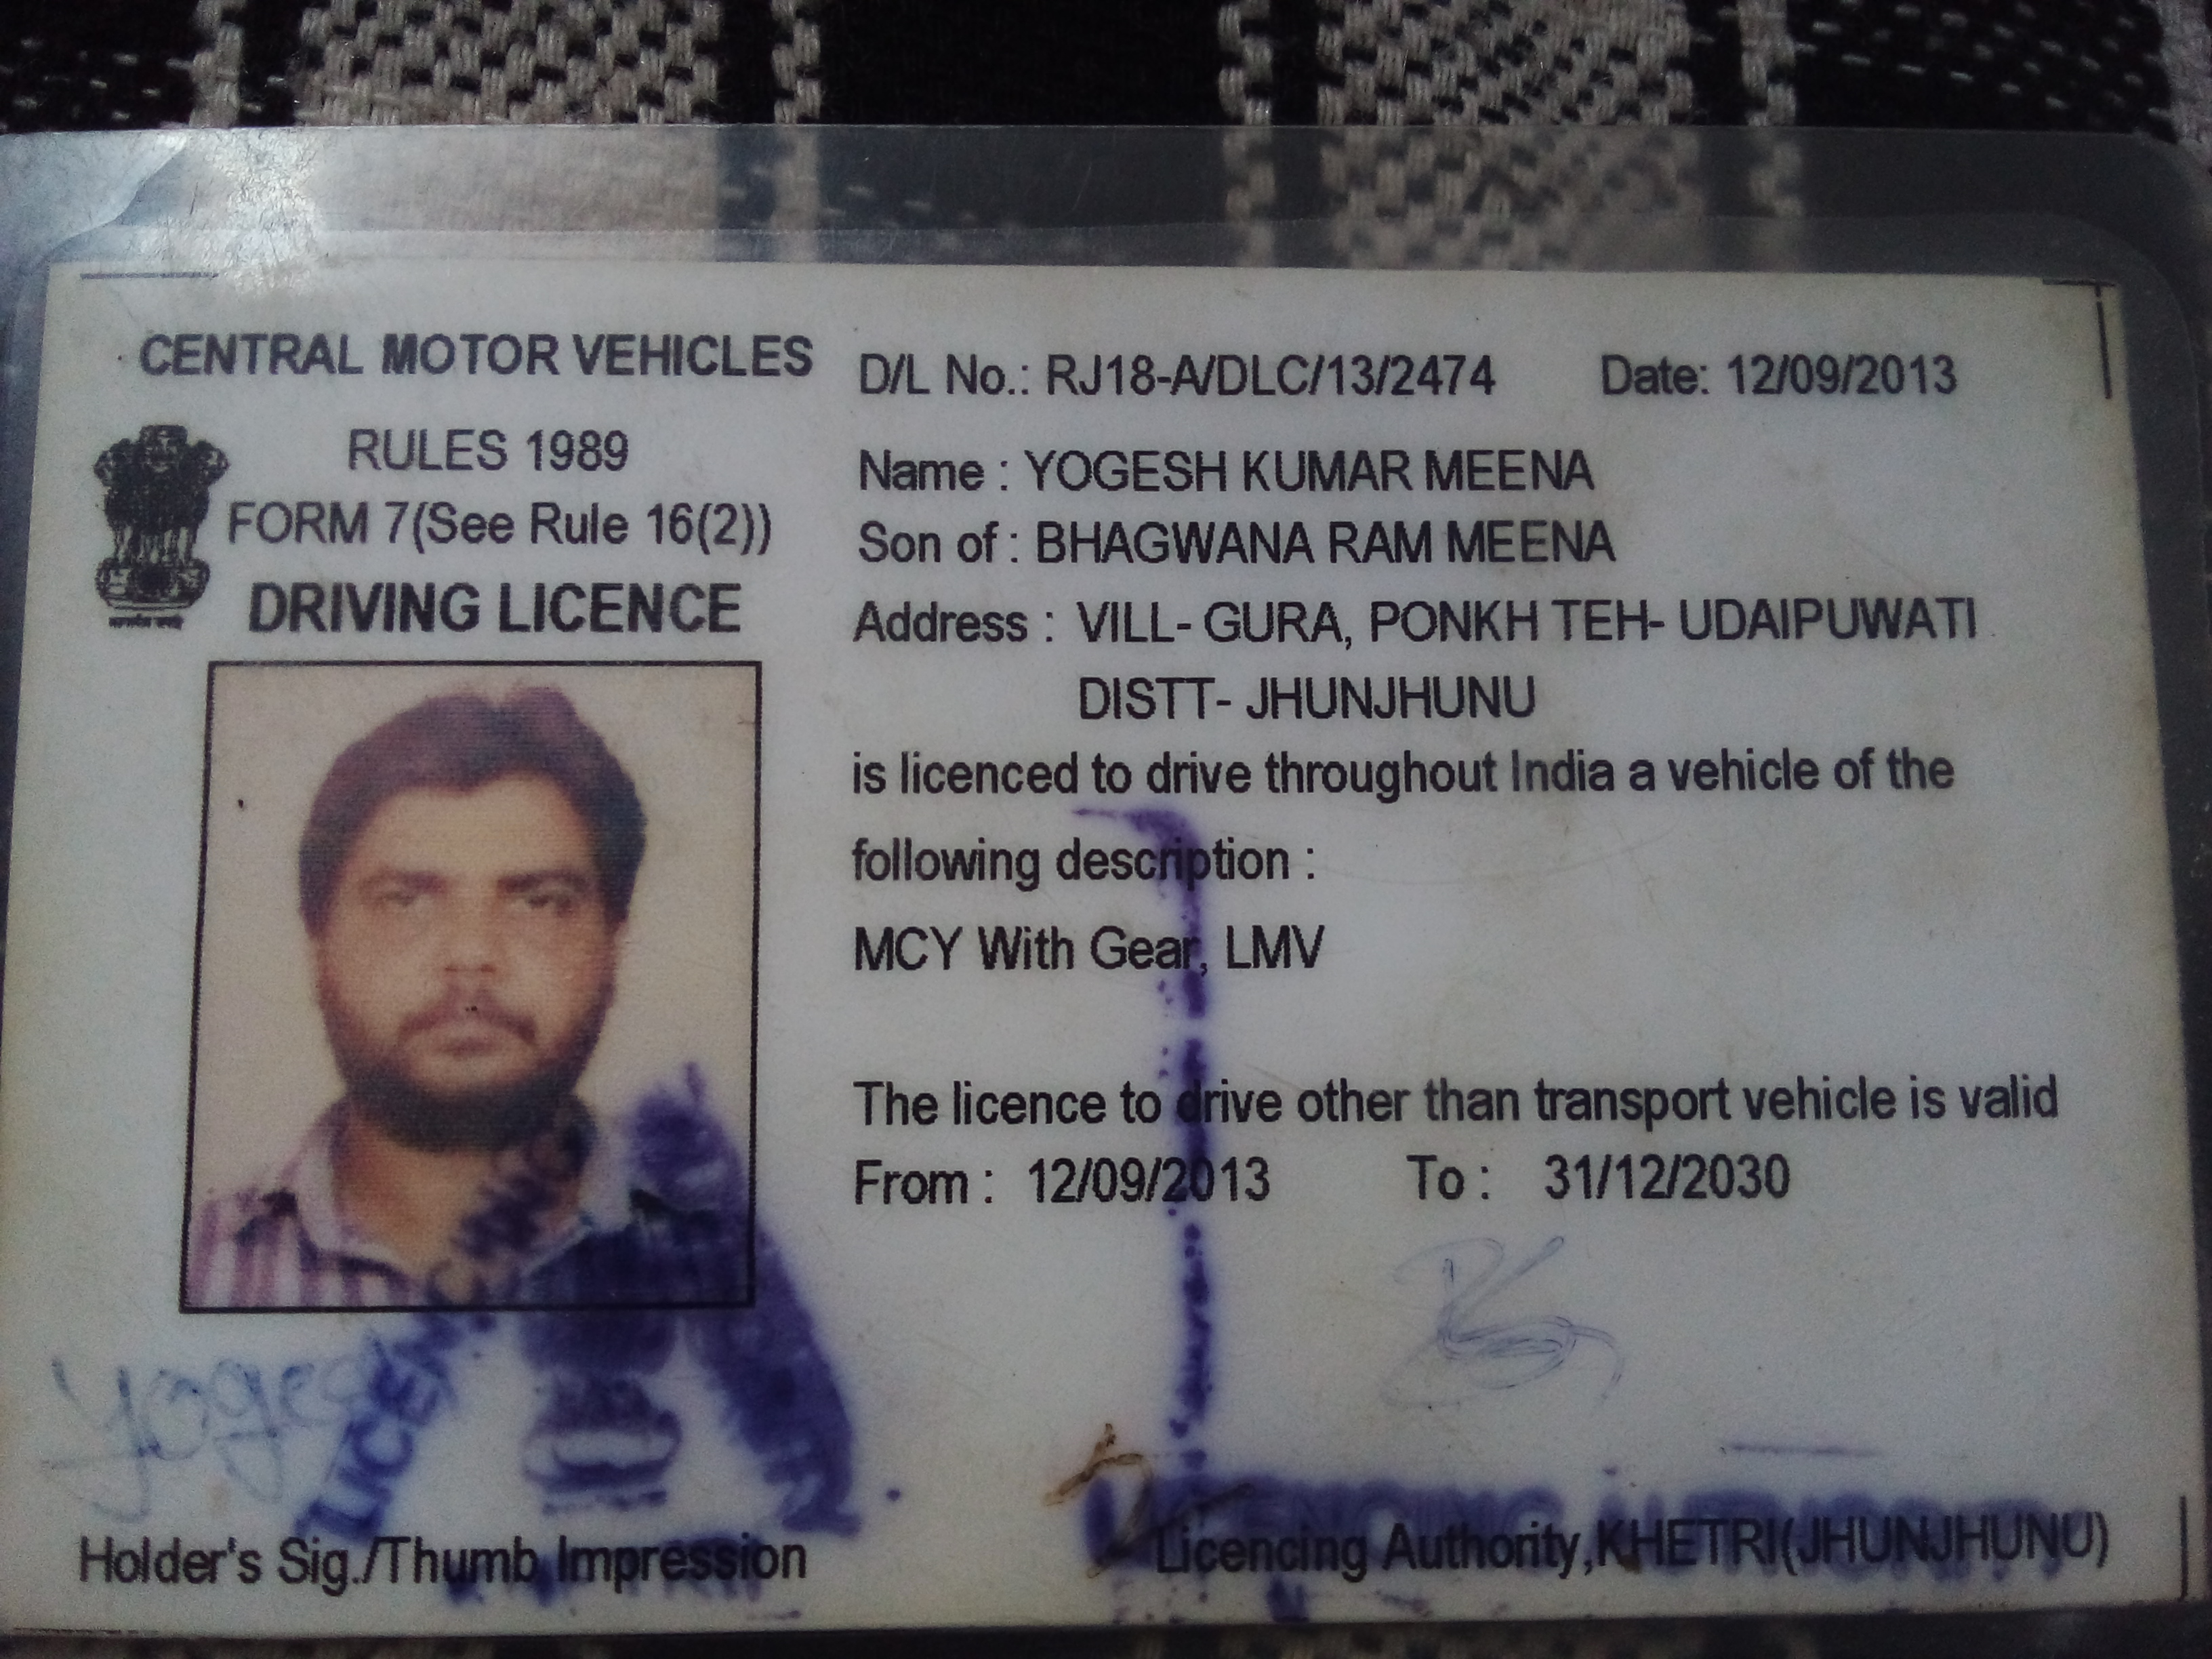 CENTRAL MOTOR VEHICLES
RULES 1989
FORM 7(See Rule 16(2))
DRIVING LICENCE
D/L No.: RJ18-A/DLC/13/2474 Date: 12/09/2013
Name : YOGESH KUMAR MEENA
Son of : BHAGWANA RAM MEENA
Address : VILL- GURA, PONKH TEH- UDAIPUWATI
DISTT- JHUNJHUNU
is licenced to drive throughout India a vehicle of the
following description :
MCY With Gear, LMV
The licence to drive other than transport vehicle is valid
From : 12/09/2013 To : 31/12/2030
Yogesh
Holder's Sig./Thumb Impression
LICENCING AUTHORITY
Licencing Authority,KHETRI(JHUNJHUNU)